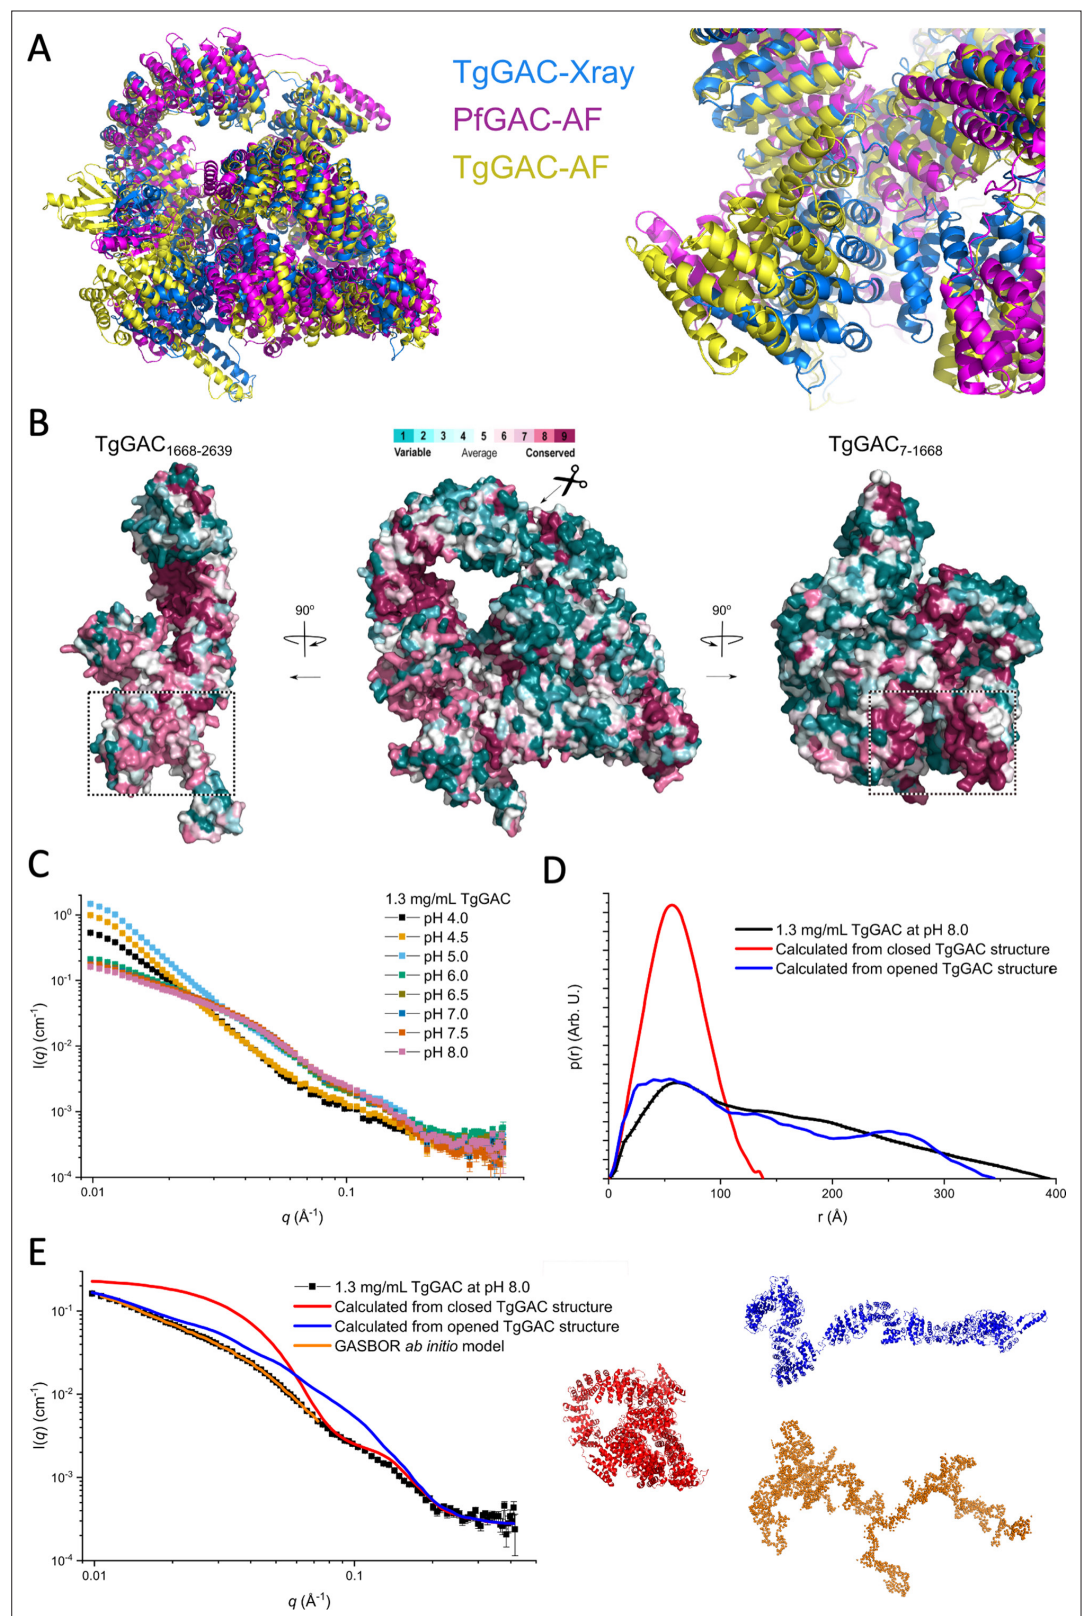 A
TgGAC-Xray
PfGAC-AF
TgGAC-AF
B
TgGAC1668-2639
1 2 3 4 5 6 7 8 9
Variable Average Conserved
TgGAC7-1668
90º
90º
C
1.3 mg/mL TgGAC
pH 4.0
pH 4.5
pH 5.0
pH 6.0
pH 6.5
pH 7.0
pH 7.5
pH 8.0
10⁰
10⁻¹
10⁻²
10⁻³
10⁻⁴
I(q) (cm⁻¹)
0.01 0.1
q (Å⁻¹)
D
1.3 mg/mL TgGAC at pH 8.0
Calculated from closed TgGAC structure
Calculated from opened TgGAC structure
p(r) (Arb. U.)
0 100 200 300 400
r (Å)
E
1.3 mg/mL TgGAC at pH 8.0
Calculated from closed TgGAC structure
Calculated from opened TgGAC structure
GASBOR ab initio model
10⁻¹
10⁻²
10⁻³
10⁻⁴
I(q) (cm⁻¹)
0.01 0.1
q (Å⁻¹)